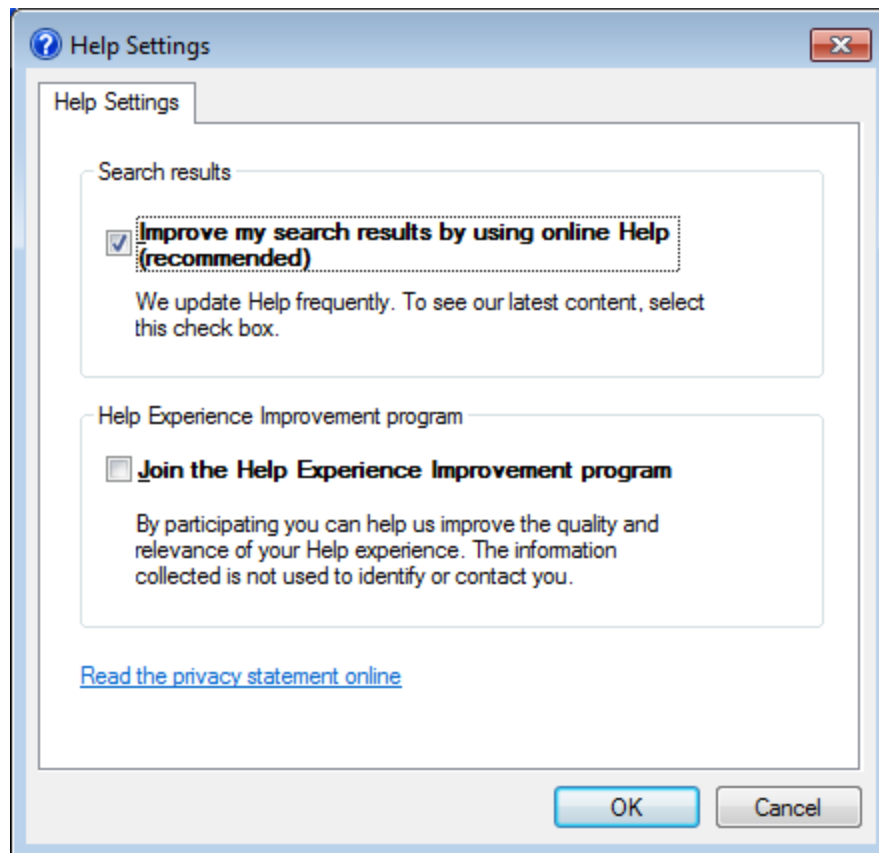 Help Settings
Help Settings
Search results
Improve my search results by using online Help
(recommended)
We update Help frequently. To see our latest content, select
this check box.
Help Experience Improvement program
Join the Help Experience Improvement program
By participating you can help us improve the quality and
relevance of your Help experience. The information
collected is not used to identify or contact you.
Read the privacy statement online
OK
Cancel